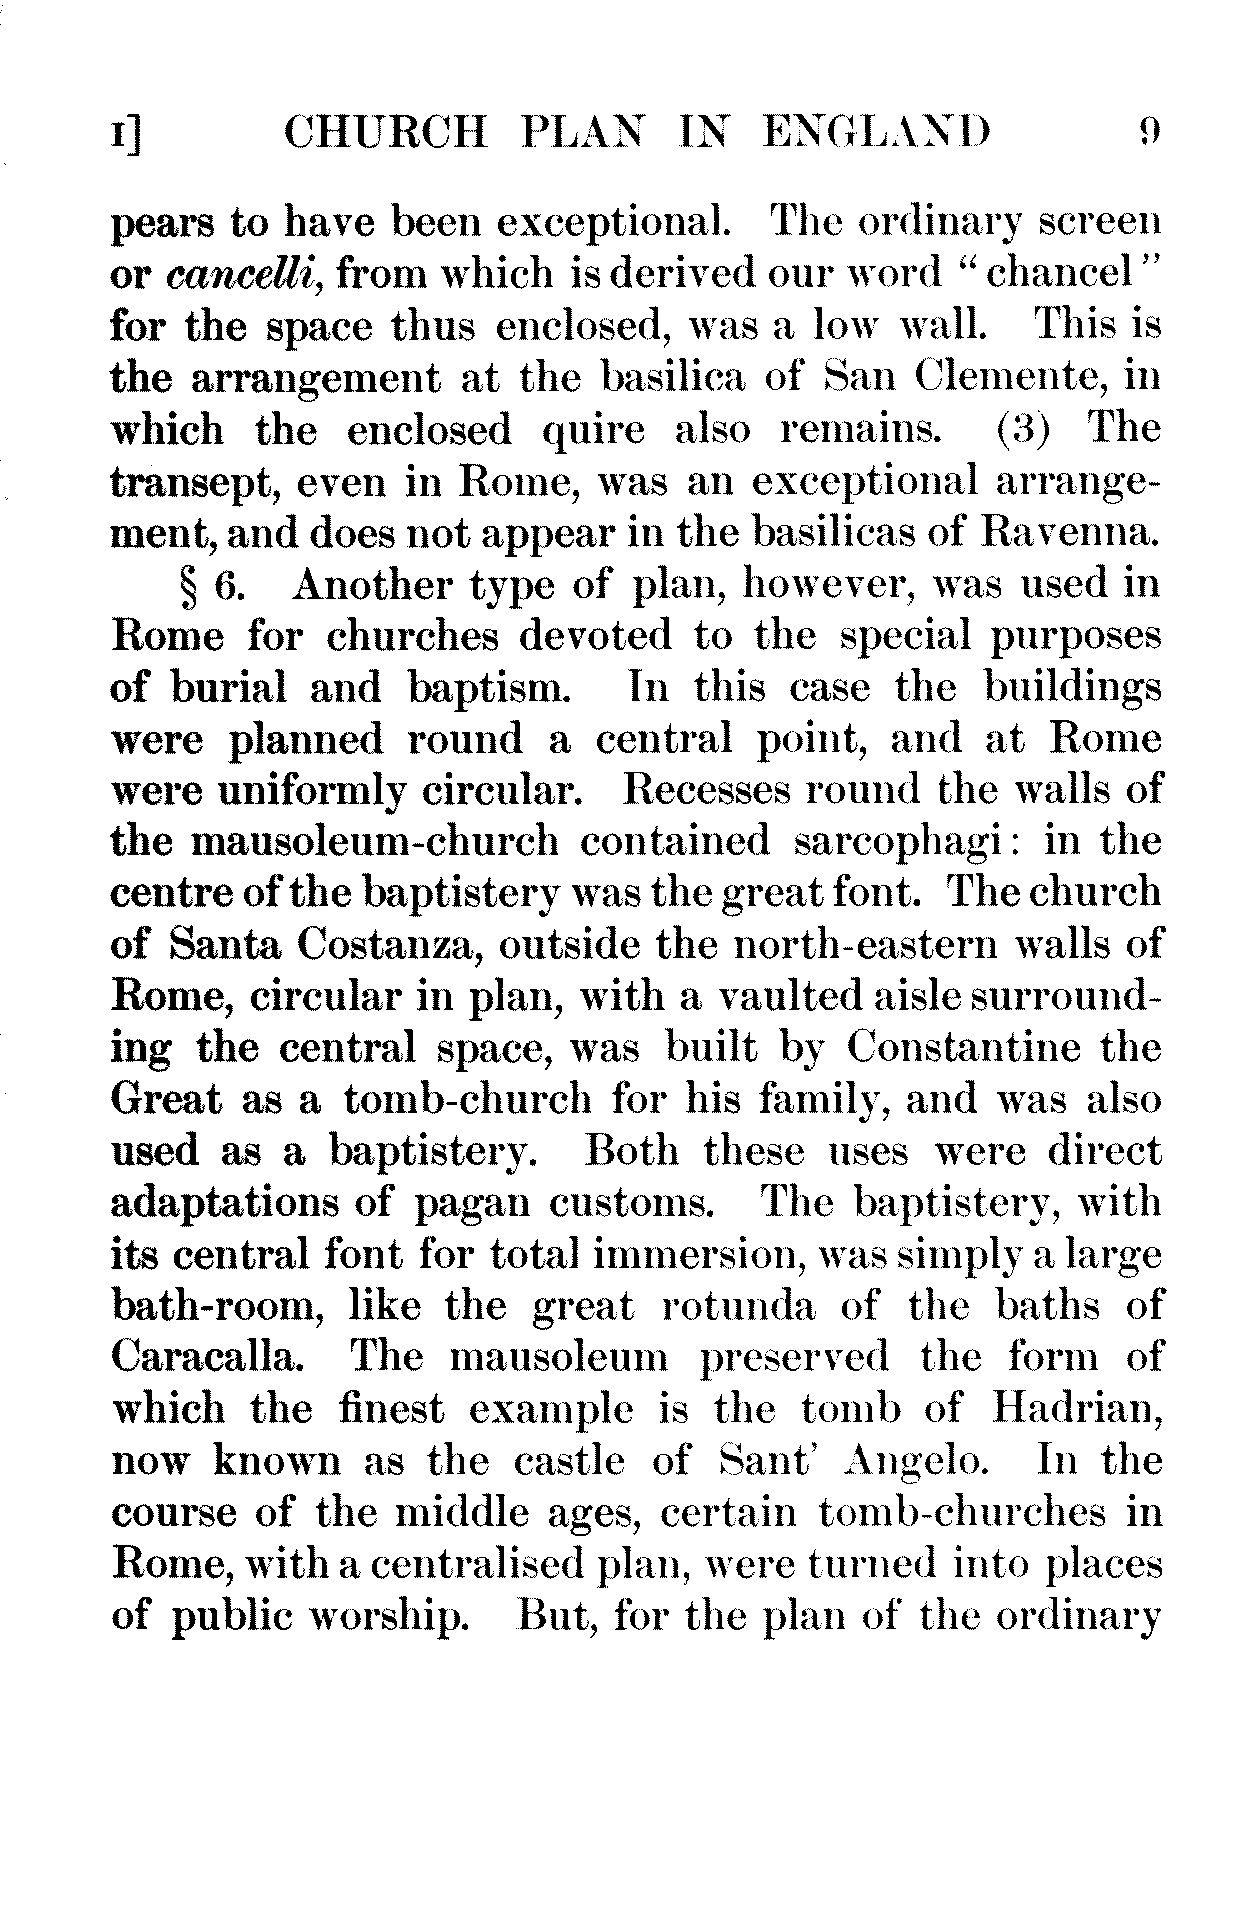 I] CHURCH PLAN IN ENGLAND 9
pears to have been exceptional. The ordinary screen
or cancelli, from which is derived our word “chancel”
for the space thus enclosed, was a low wall. This is
the arrangement at the basilica of San Clemente, in
which the enclosed quire also remains. (3) The
transept, even in Rome, was an exceptional arrange-
ment, and does not appear in the basilicas of Ravenna.
§ 6. Another type of plan, however, was used in
Rome for churches devoted to the special purposes
of burial and baptism. In this case the buildings
were planned round a central point, and at Rome
were uniformly circular. Recesses round the walls of
the mausoleum-church contained sarcophagi: in the
centre of the baptistery was the great font. The church
of Santa Costanza, outside the north-eastern walls of
Rome, circular in plan, with a vaulted aisle surround-
ing the central space, was built by Constantine the
Great as a tomb-church for his family, and was also
used as a baptistery. Both these uses were direct
adaptations of pagan customs. The baptistery, with
its central font for total immersion, was simply a large
bath-room, like the great rotunda of the baths of
Caracalla. The mausoleum preserved the form of
which the finest example is the tomb of Hadrian,
now known as the castle of Sant’ Angelo. In the
course of the middle ages, certain tomb-churches in
Rome, with a centralised plan, were turned into places
of public worship. But, for the plan of the ordinary